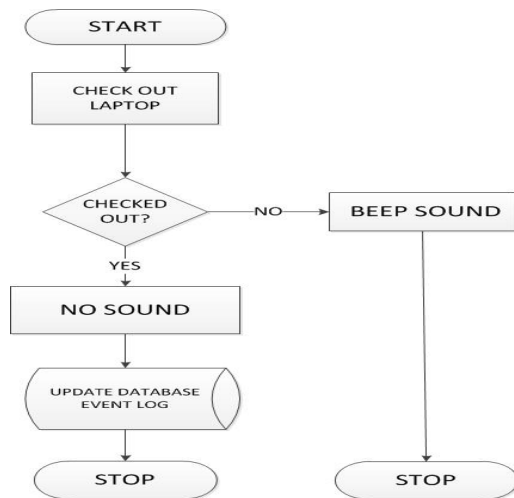 START
CHECK OUT
LAPTOP
CHECKED
OUT?
NO
BEEP SOUND
YES
NO SOUND
UPDATE DATABASE
EVENT LOG
STOP
STOP